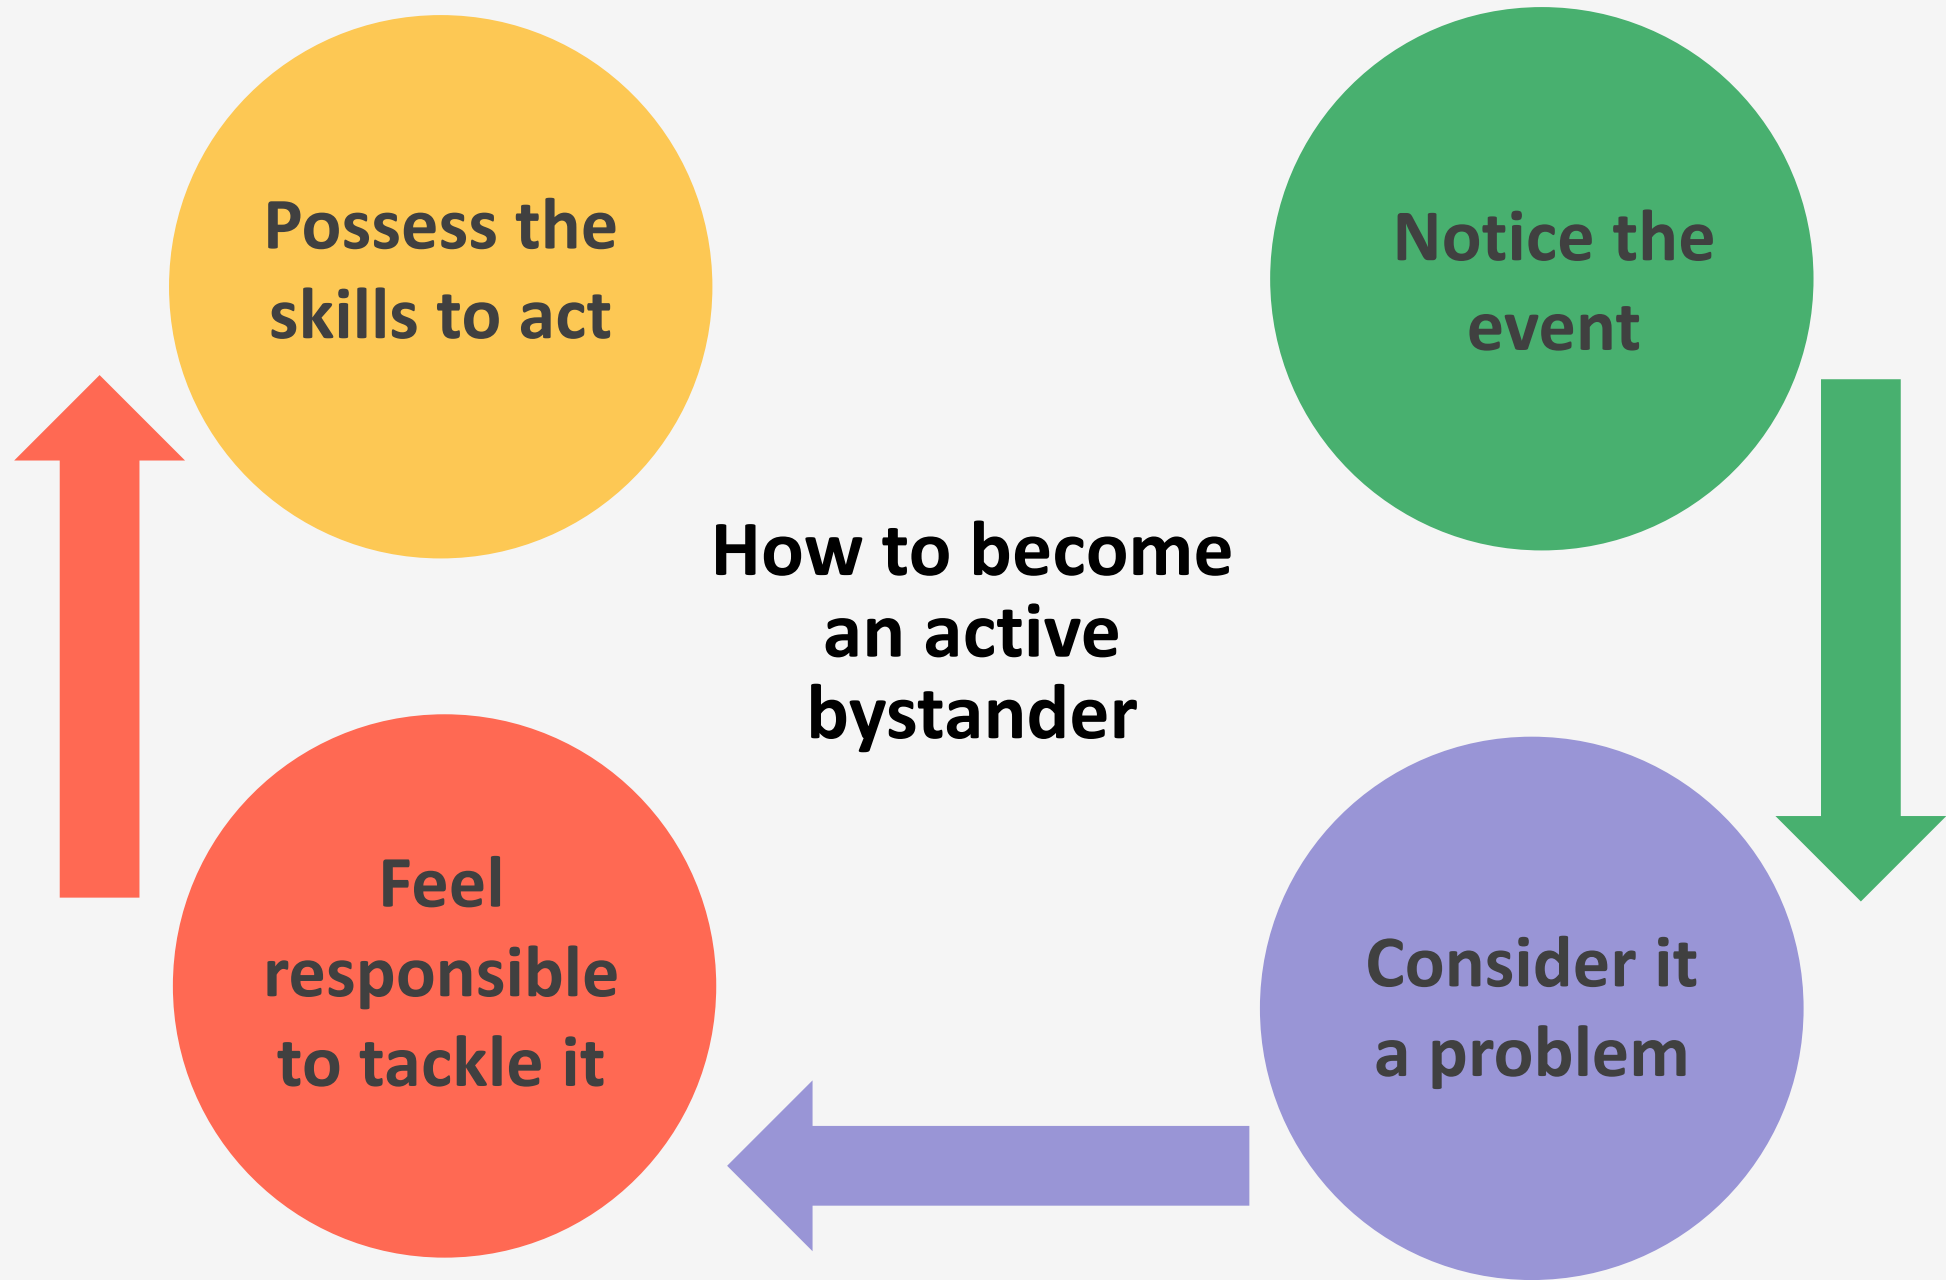 Possess the
skills to act
Notice the
event
How to become
an active
bystander
Feel
responsible
to tackle it
Consider it
a problem